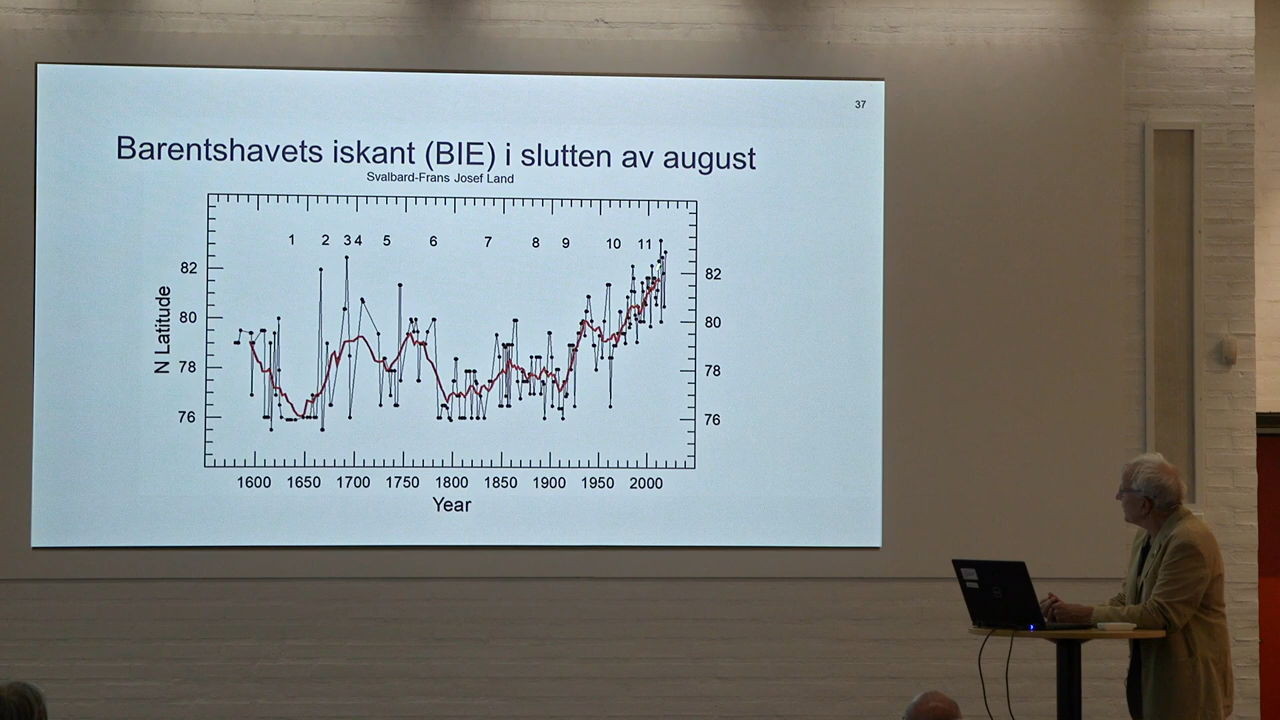 37
Barentshavets iskant (BIE) i slutten av august
Svalbard-Frans Josef Land
1 2 3 4 5 6 7 8 9 10 11
82 82
80 80
78 78
76 76
N Latitude
1600 1650 1700 1750 1800 1850 1900 1950 2000
Year